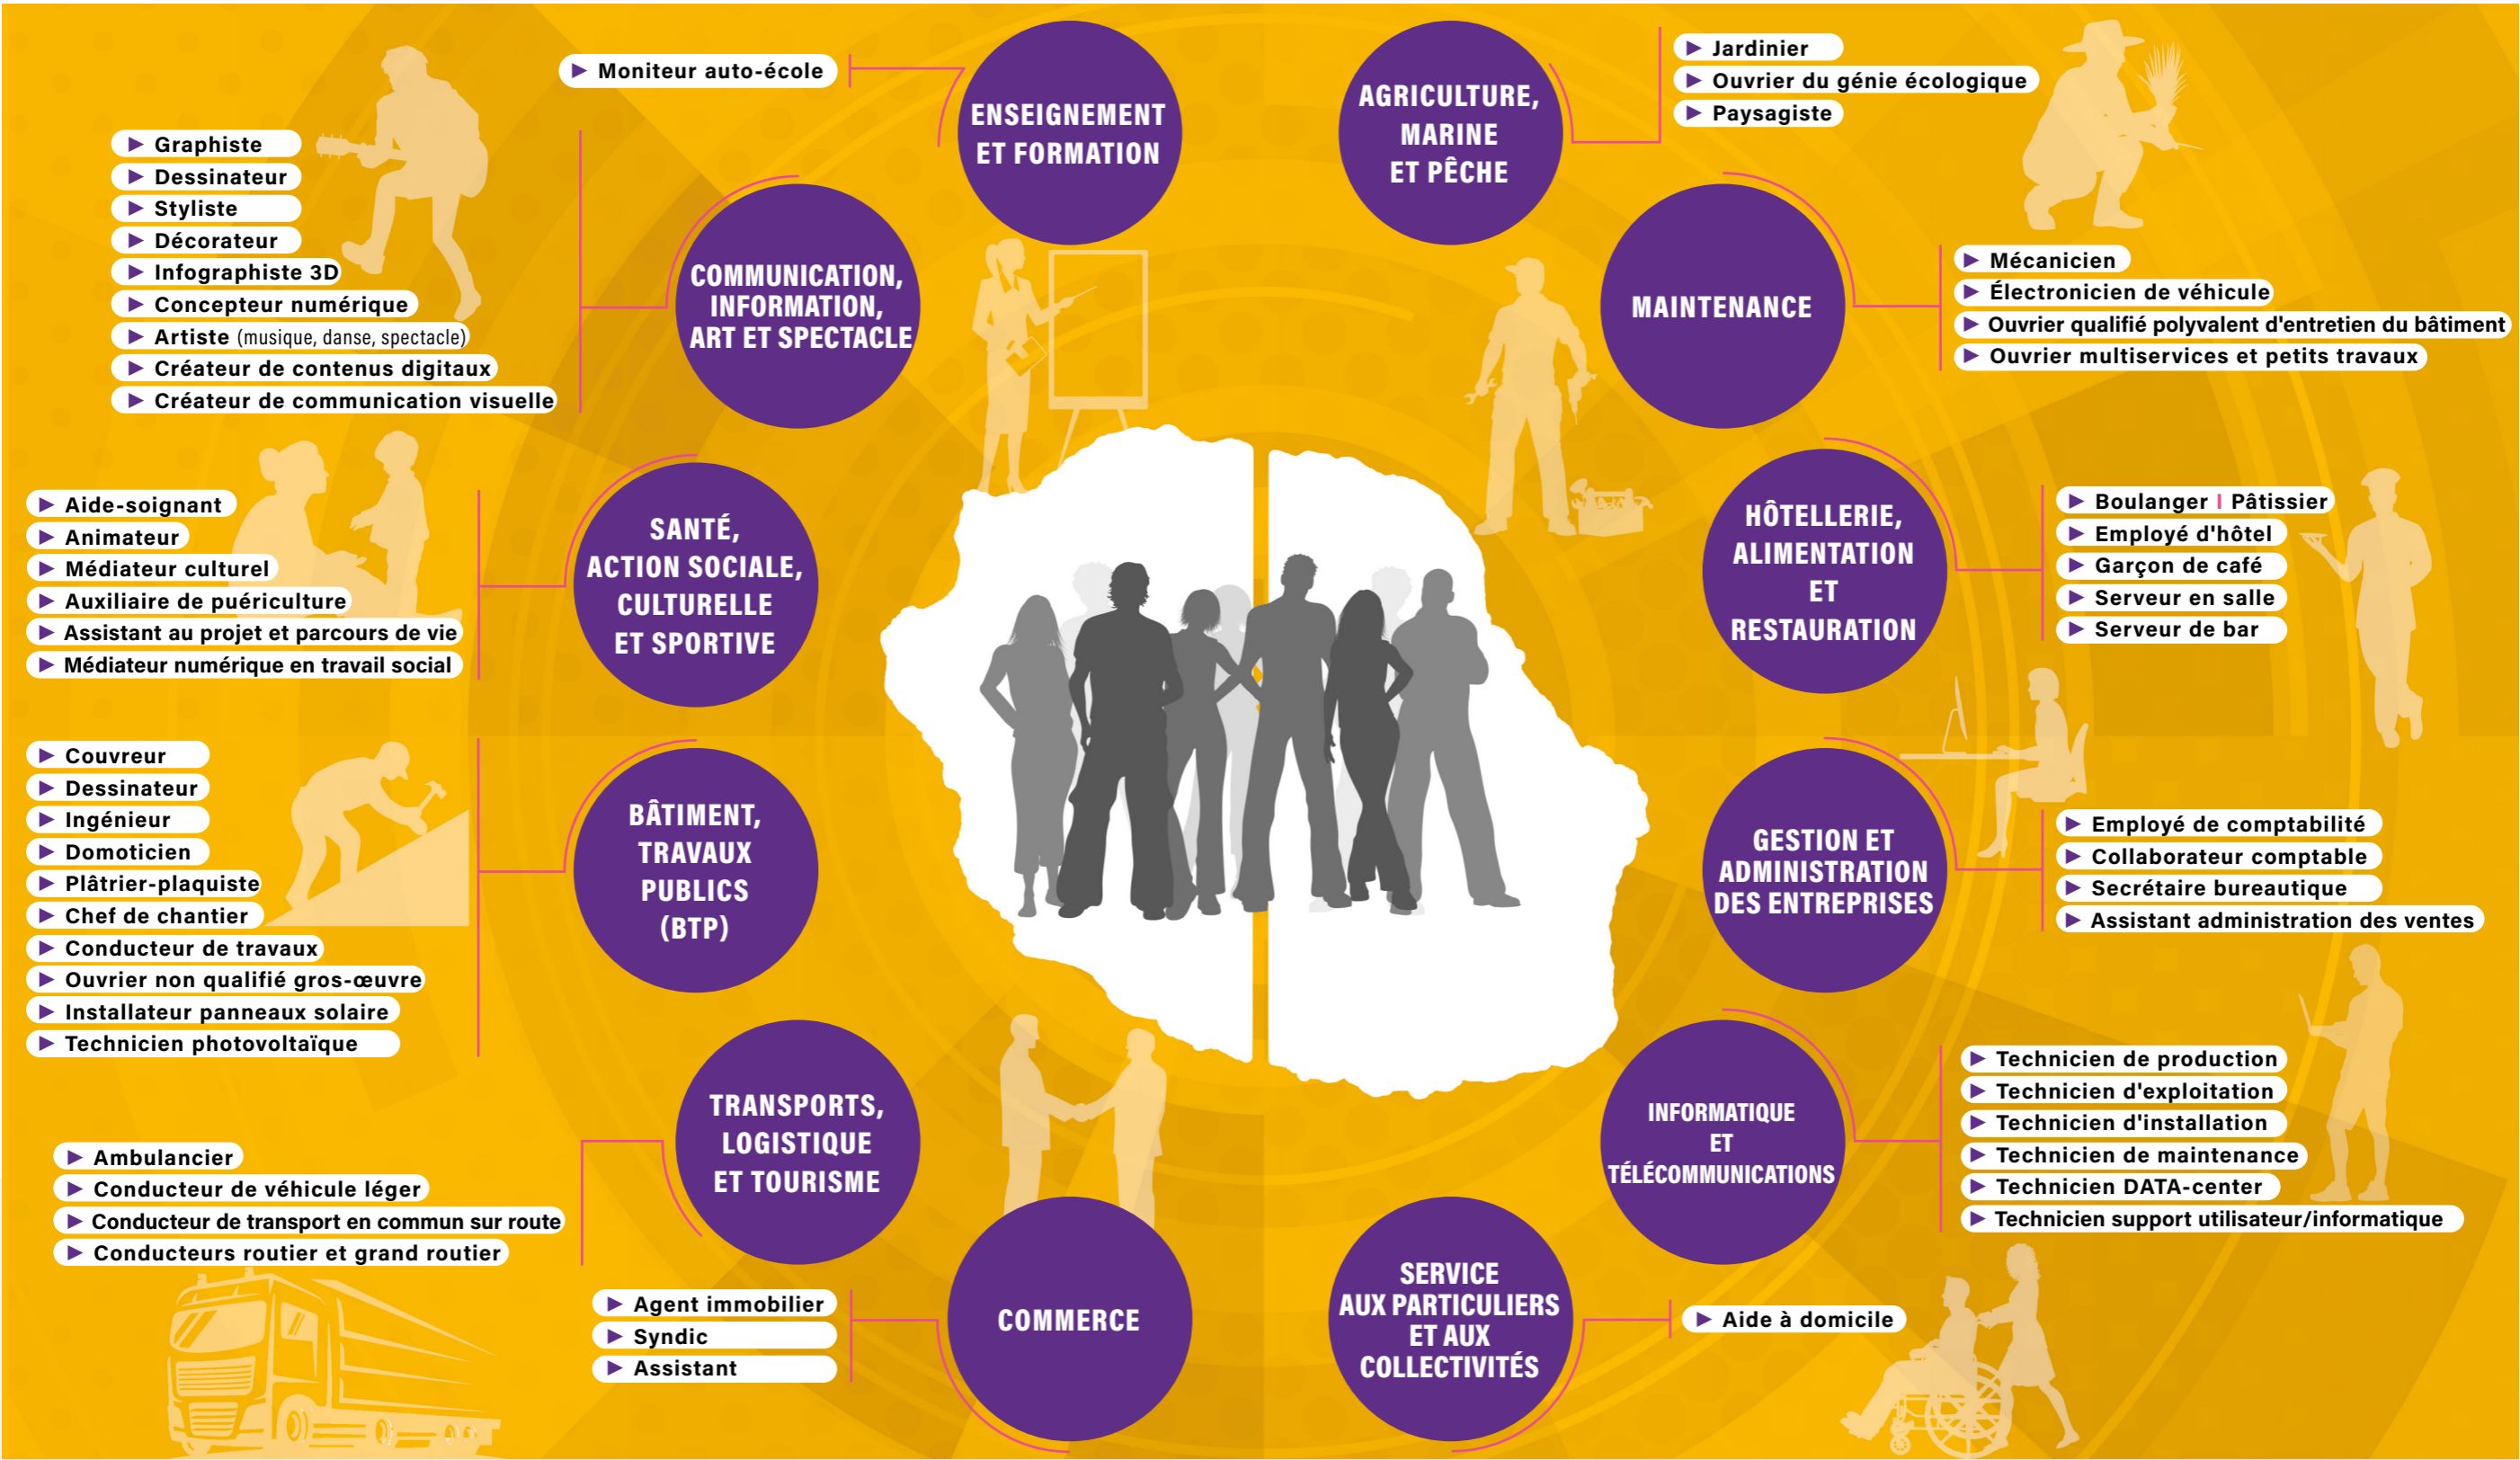 ENSEIGNEMENT
ET FORMATION
► Moniteur auto-école
COMMUNICATION,
INFORMATION,
ART ET SPECTACLE
► Graphiste
► Dessinateur
► Styliste
► Décorateur
► Infographiste 3D
► Concepteur numérique
► Artiste (musique, danse, spectacle)
► Créateur de contenus digitaux
► Créateur de communication visuelle
SANTÉ,
ACTION SOCIALE,
CULTURELLE
ET SPORTIVE
► Aide-soignant
► Animateur
► Médiateur culturel
► Auxiliaire de puériculture
► Assistant au projet et parcours de vie
► Médiateur numérique en travail social
BÂTIMENT,
TRAVAUX
PUBLICS
(BTP)
► Couvreur
► Dessinateur
► Ingénieur
► Domoticien
► Plâtrier-plaquiste
► Chef de chantier
► Conducteur de travaux
► Ouvrier non qualifié gros-œuvre
► Installateur panneaux solaire
► Technicien photovoltaïque
TRANSPORTS,
LOGISTIQUE
ET TOURISME
► Ambulancier
► Conducteur de véhicule léger
► Conducteur de transport en commun sur route
► Conducteurs routier et grand routier
COMMERCE
► Agent immobilier
► Syndic
► Assistant
AGRICULTURE,
MARINE
ET PÊCHE
► Jardinier
► Ouvrier du génie écologique
► Paysagiste
MAINTENANCE
► Mécanicien
► Électronicien de véhicule
► Ouvrier qualifié polyvalent d'entretien du bâtiment
► Ouvrier multiservices et petits travaux
HÔTELLERIE,
ALIMENTATION
ET
RESTAURATION
► Boulanger I Pâtissier
► Employé d'hôtel
► Garçon de café
► Serveur en salle
► Serveur de bar
GESTION ET
ADMINISTRATION
DES ENTREPRISES
► Employé de comptabilité
► Collaborateur comptable
► Secrétaire bureautique
► Assistant administration des ventes
INFORMATIQUE
ET
TÉLÉCOMMUNICATIONS
► Technicien de production
► Technicien d'exploitation
► Technicien d'installation
► Technicien de maintenance
► Technicien DATA-center
► Technicien support utilisateur/informatique
SERVICE
AUX PARTICULIERS
ET AUX
COLLECTIVITÉS
► Aide à domicile